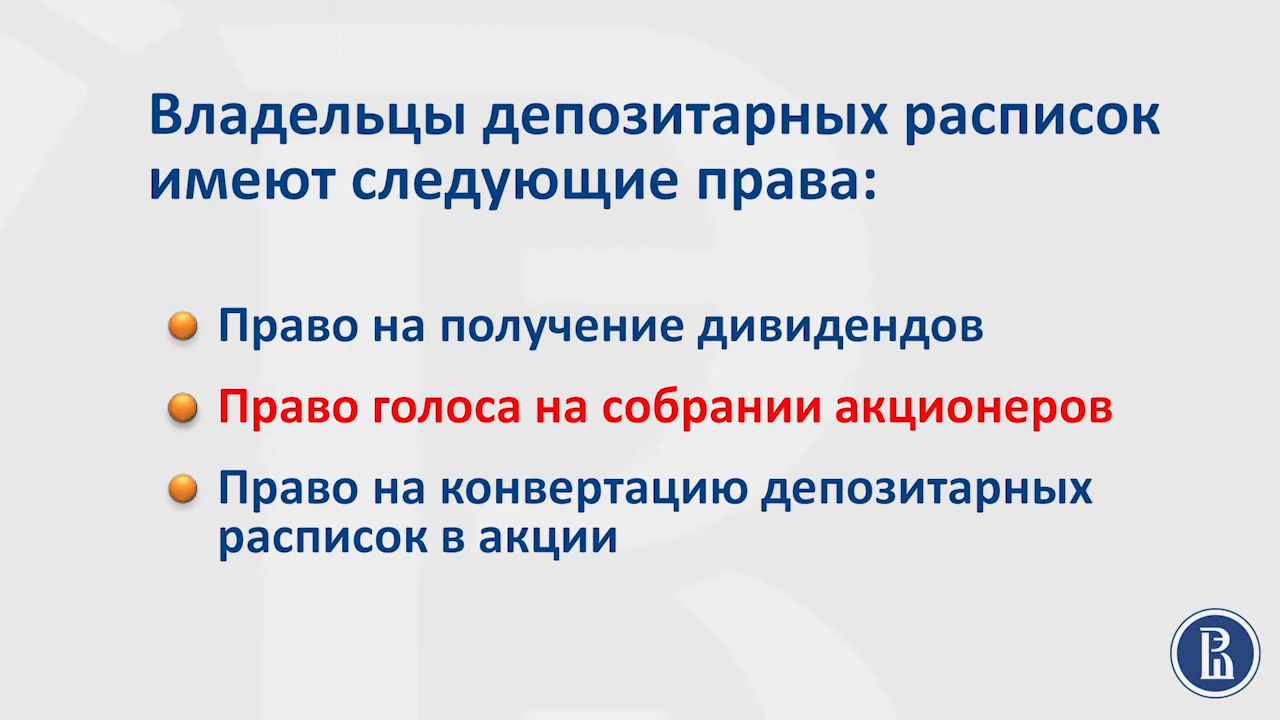 Владельцы депозитарных расписок
имеют следующие права:
Право на получение дивидендов
Право голоса на собрании акционеров
Право на конвертацию депозитарных
расписок в акции